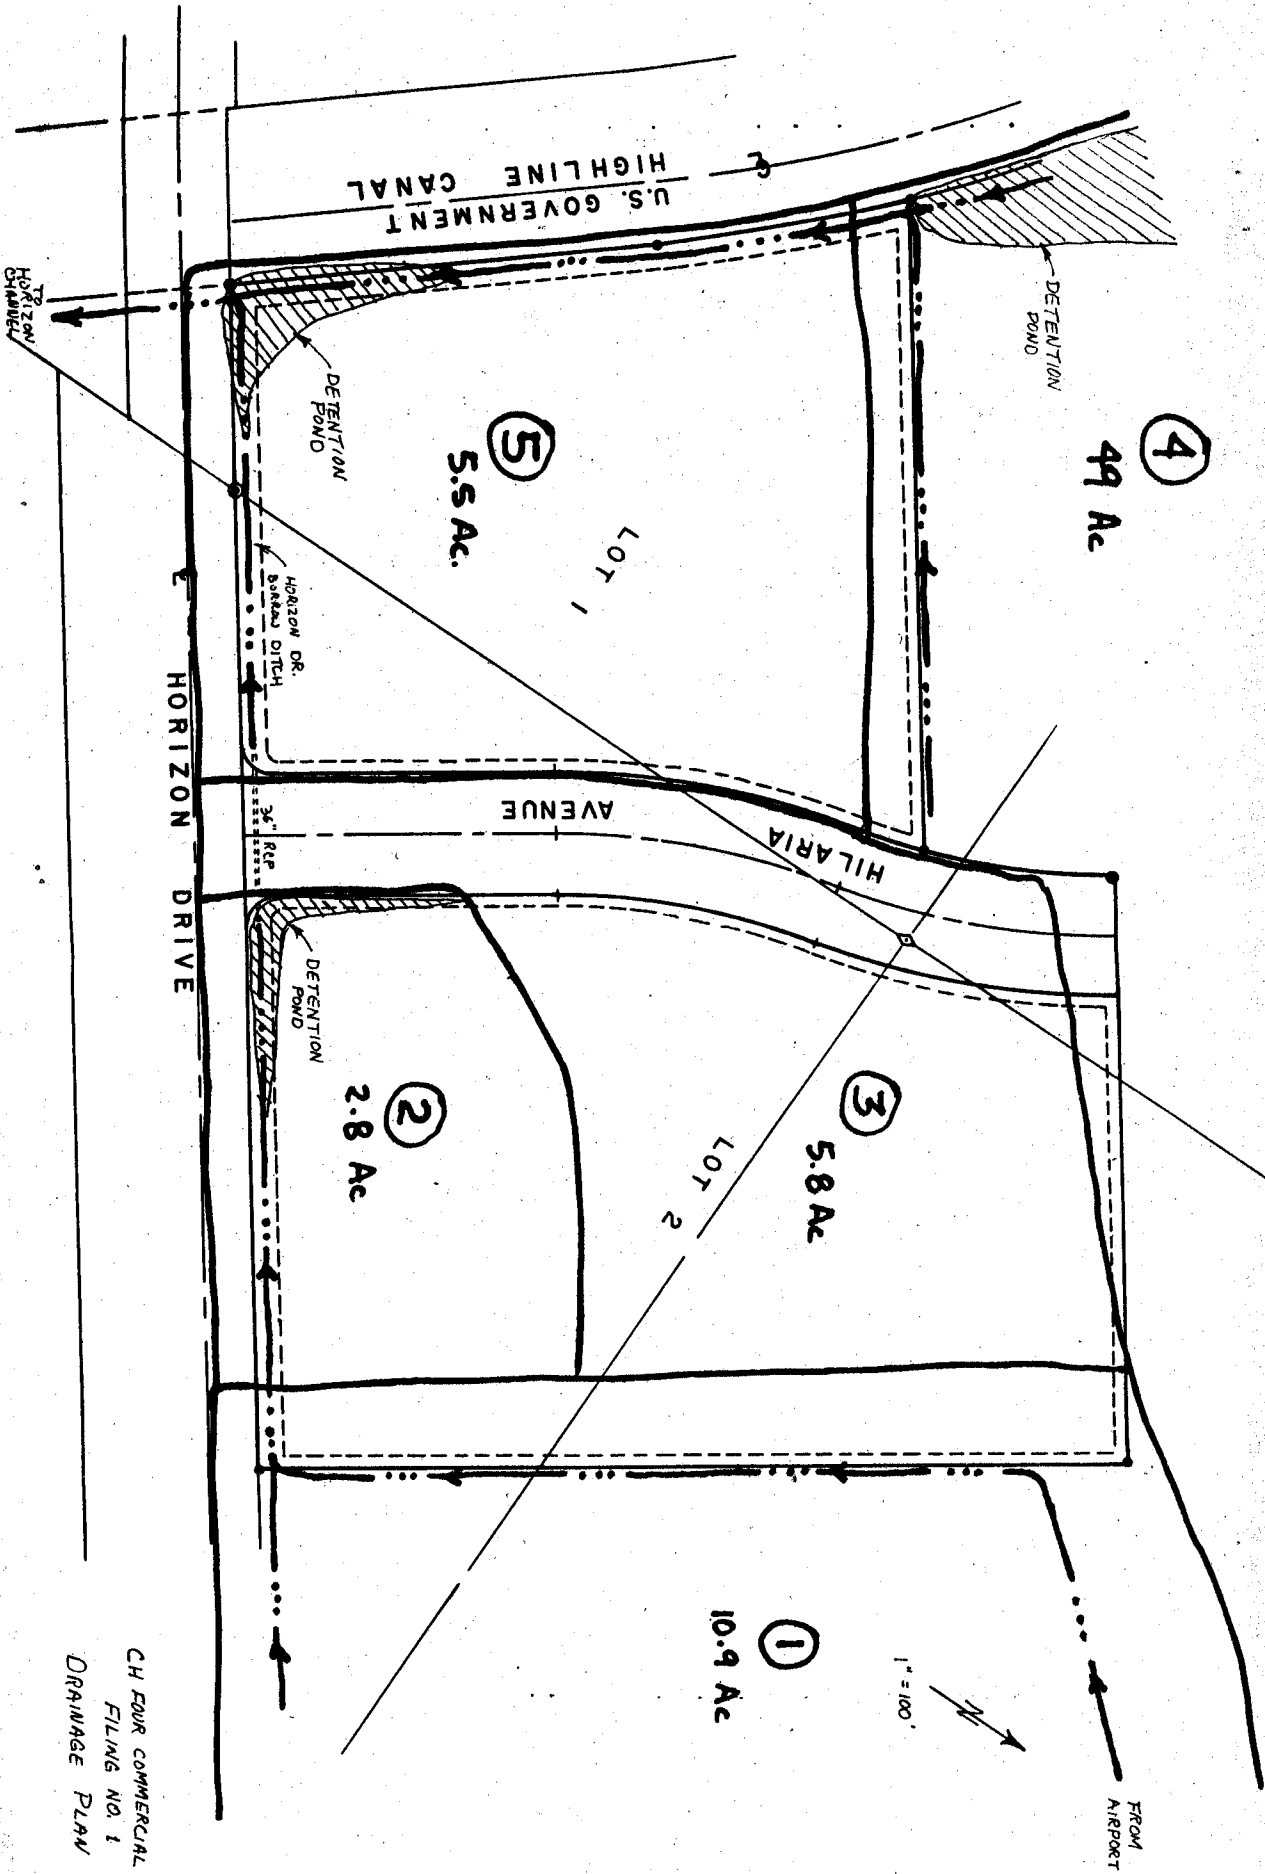 U.S. GOVERNMENT
HIGHLINE CANAL
℄
DETENTION
POND
④
49 Ac
TO
HORIZON
CHANNEL
DETENTION
POND
⑤
5.5 Ac.
LOT 1
HORIZON DR.
BORROW DITCH
℄ HORIZON DRIVE
36" RCP
HILARIA AVENUE
DETENTION
POND
②
2.8 Ac
③
5.8 Ac
LOT 2
①
10.9 Ac
1"=100'
N
FROM
AIRPORT
CH FOUR COMMERCIAL
FILING NO. 1
DRAINAGE PLAN